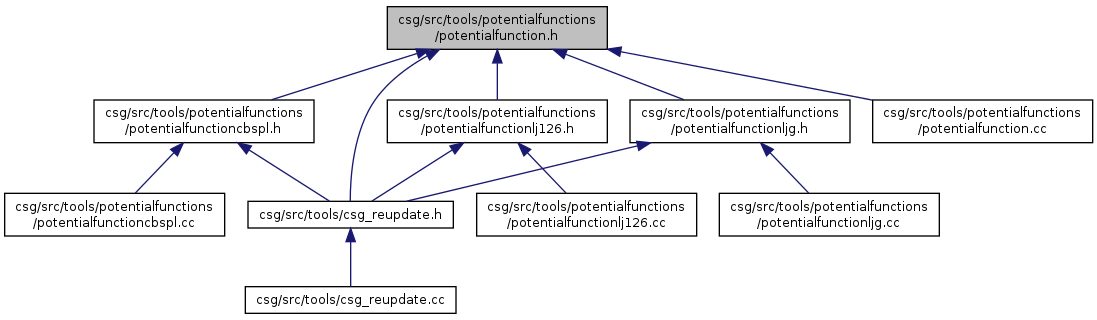 csg/src/tools/potentialfunctions
/potentialfunction.h
csg/src/tools/potentialfunctions
/potentialfunctioncbspl.h
csg/src/tools/potentialfunctions
/potentialfunctionlj126.h
csg/src/tools/potentialfunctions
/potentialfunctionljg.h
csg/src/tools/potentialfunctions
/potentialfunction.cc
csg/src/tools/potentialfunctions
/potentialfunctioncbspl.cc
csg/src/tools/csg_reupdate.h
csg/src/tools/potentialfunctions
/potentialfunctionlj126.cc
csg/src/tools/potentialfunctions
/potentialfunctionljg.cc
csg/src/tools/csg_reupdate.cc